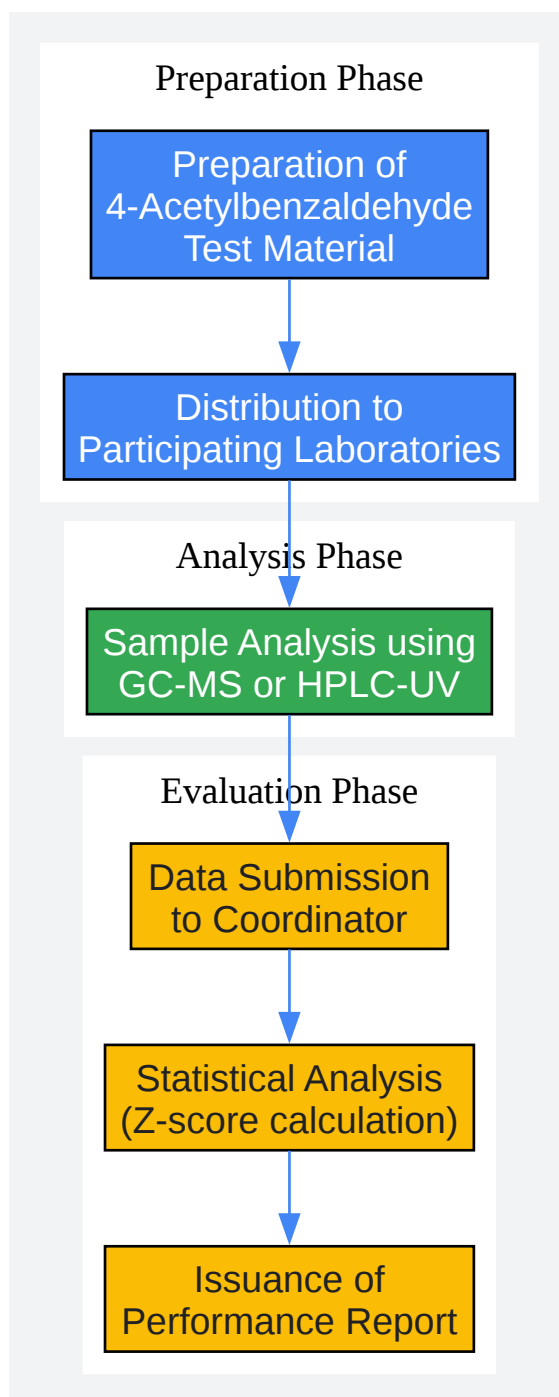 Preparation Phase
Preparation of
4-Acetylbenzaldehyde
Test Material
Distribution to
Participating Laboratories
Analysis Phase
Sample Analysis using
GC-MS or HPLC-UV
Evaluation Phase
Data Submission
to Coordinator
Statistical Analysis
(Z-score calculation)
Issuance of
Performance Report